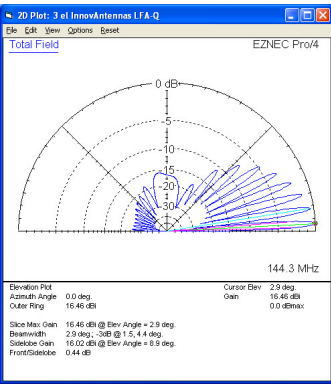 2D Plot: 3 el InnovAntennas LFA-Q
File Edit View Options Reset
Total Field
EZNEC Pro/4
0 dB
-5
-10
-15
-20
-30
144.3 MHz
Elevation Plot
Cursor Elev 2.9 deg.
Azimuth Angle 0.0 deg.
Gain 16.46 dBi
Outer Ring 16.46 dBi
0.0 dBmax
Slice Max Gain 16.46 dBi @ Elev Angle = 2.9 deg.
Beamwidth 2.9 deg.; -3dB @ 1.5, 4.4 deg.
Sidelobe Gain 16.02 dBi @ Elev Angle = 8.9 deg.
Front/Sidelobe 0.44 dB